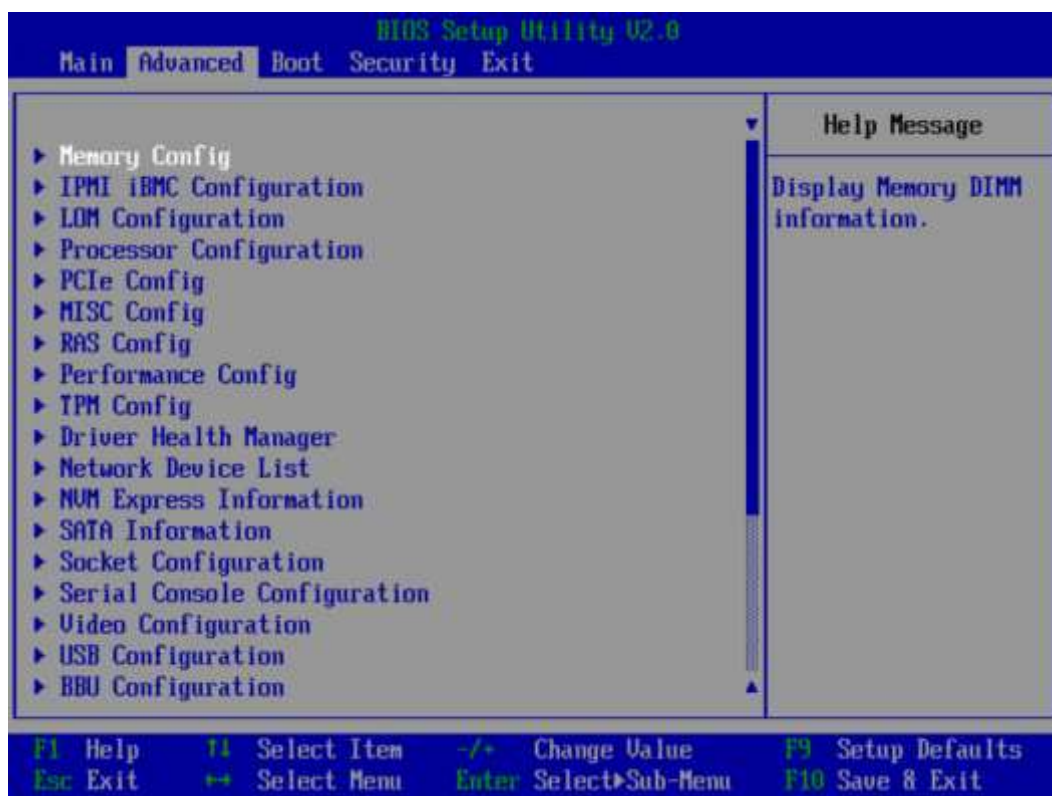 BIOS Setup Utility V2.0
Main Advanced Boot Security Exit
Help Message
Display Memory DIMM
information.
▶ Memory Config
▶ IPMI iBMC Configuration
▶ LOM Configuration
▶ Processor Configuration
▶ PCIe Config
▶ MISC Config
▶ RAS Config
▶ Performance Config
▶ TPM Config
▶ Driver Health Manager
▶ Network Device List
▶ NVM Express Information
▶ SATA Information
▶ Socket Configuration
▶ Serial Console Configuration
▶ Video Configuration
▶ USB Configuration
▶ BBU Configuration
F1 Help ↑↓ Select Item -/+ Change Value F9 Setup Defaults
Esc Exit ↔ Select Menu Enter Select▶Sub-Menu F10 Save & Exit